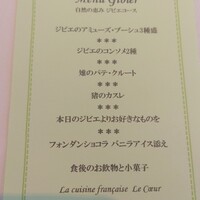 Menu Gibier
自然の恵み ジビエコース
ジビエのアミューズ・ブーシュ3種盛
***
ジビエのコンソメ2種
***
雉のパテ・クルート
***
猪のカスレ
***
本日のジビエよりお好きなものを
***
フォンダンショコラ バニラアイス添え
食後のお飲物と小菓子
La cuisine française Le Cœur